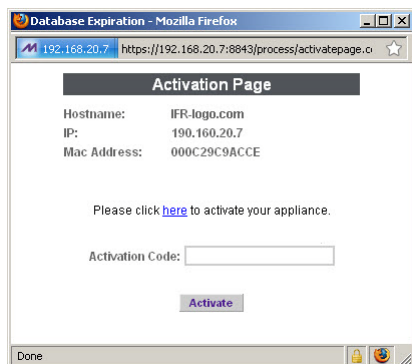 Database Expiration - Mozilla Firefox
192.168.20.7 https://192.168.20.7:8843/process/activatepage.c
Activation Page
Hostname: IFR-logo.com
IP: 190.160.20.7
Mac Address: 000C29C9ACCE
Please click here to activate your appliance.
Activation Code:
Activate
Done